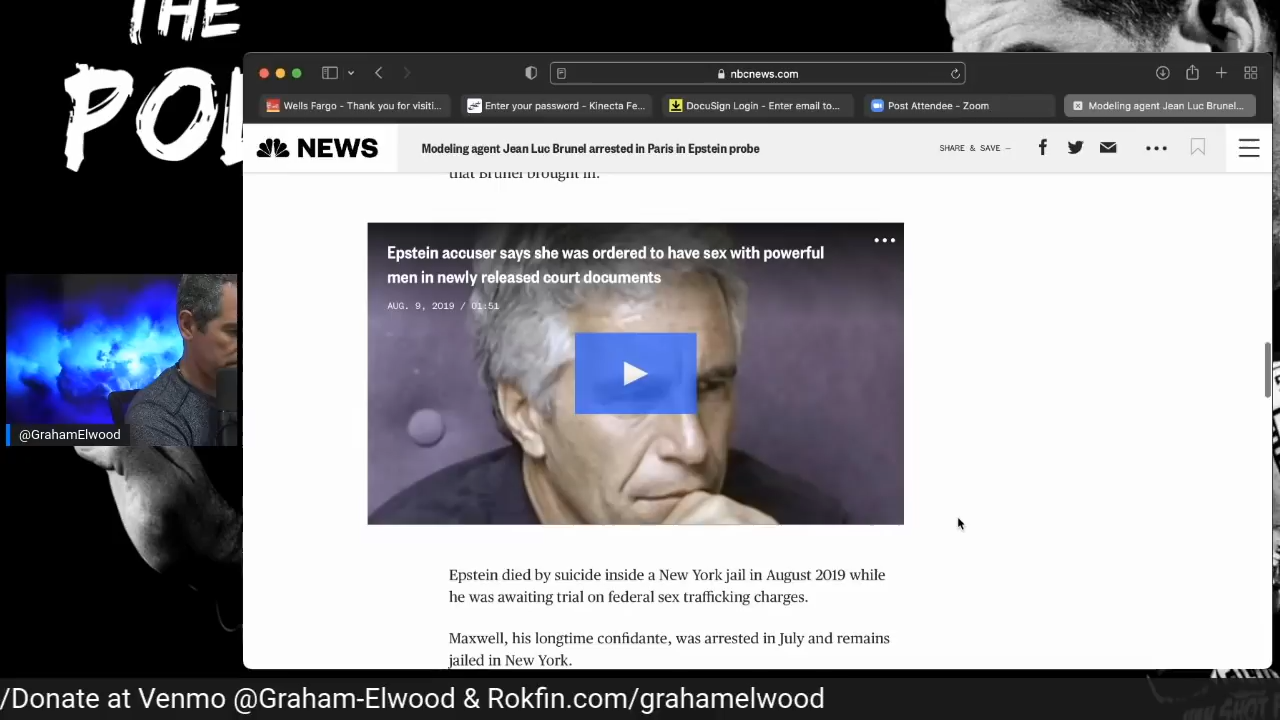 THE
nbcnews.com
Wells Fargo - Thank you for visiti...
Enter your password - Kinecta Fe...
DocuSign Login - Enter email to...
Post Attendee - Zoom
Modeling agent Jean Luc Brunel...
NEWS
Modeling agent Jean Luc Brunel arrested in Paris in Epstein probe
SHARE & SAVE —
that Brunel brought in.
Epstein accuser says she was ordered to have sex with powerful
men in newly released court documents
AUG. 9, 2019 / 01:51
@GrahamElwood
Epstein died by suicide inside a New York jail in August 2019 while
he was awaiting trial on federal sex trafficking charges.
Maxwell, his longtime confidante, was arrested in July and remains
jailed in New York.
/Donate at Venmo @Graham-Elwood & Rokfin.com/grahamelwood